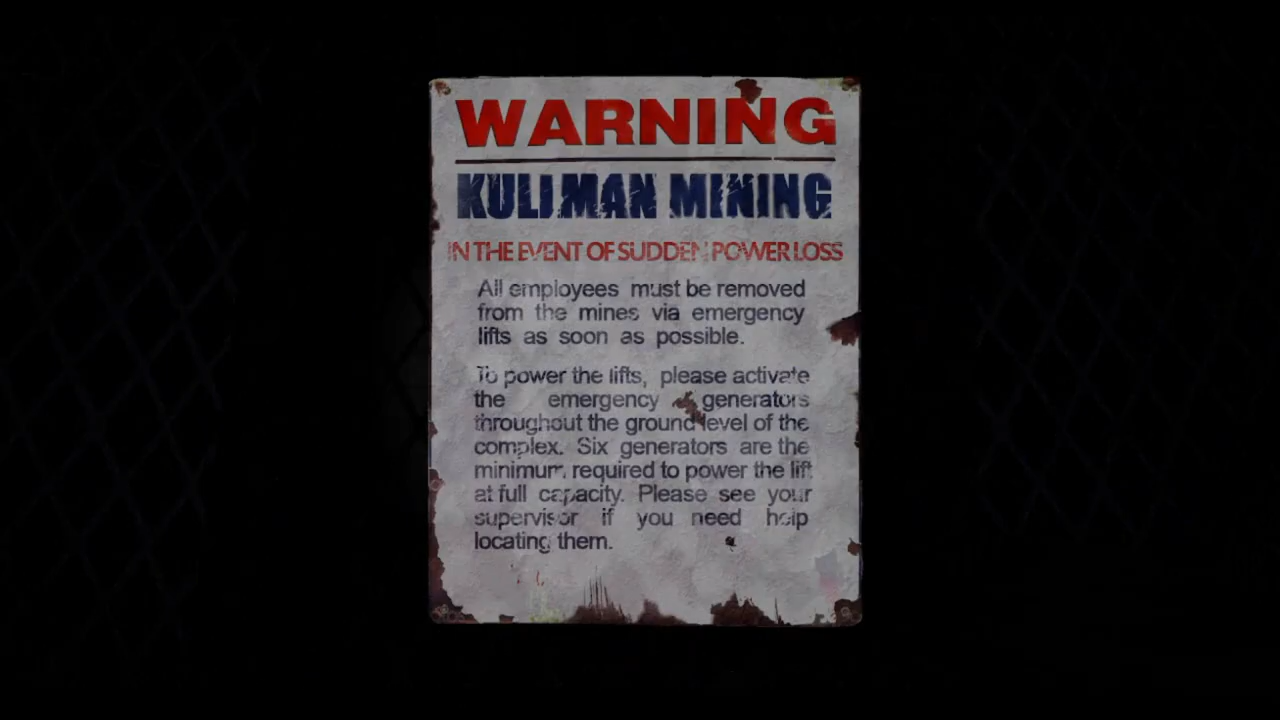 WARNING
KULLMAN MINING
IN THE EVENT OF SUDDEN POWER LOSS
All employees must be removed
from the mines via emergency
lifts as soon as possible.
To power the lifts, please activate
the emergency generators
throughout the ground level of the
complex. Six generators are the
minimum required to power the lift
at full capacity. Please see your
supervisor if you need help
locating them.